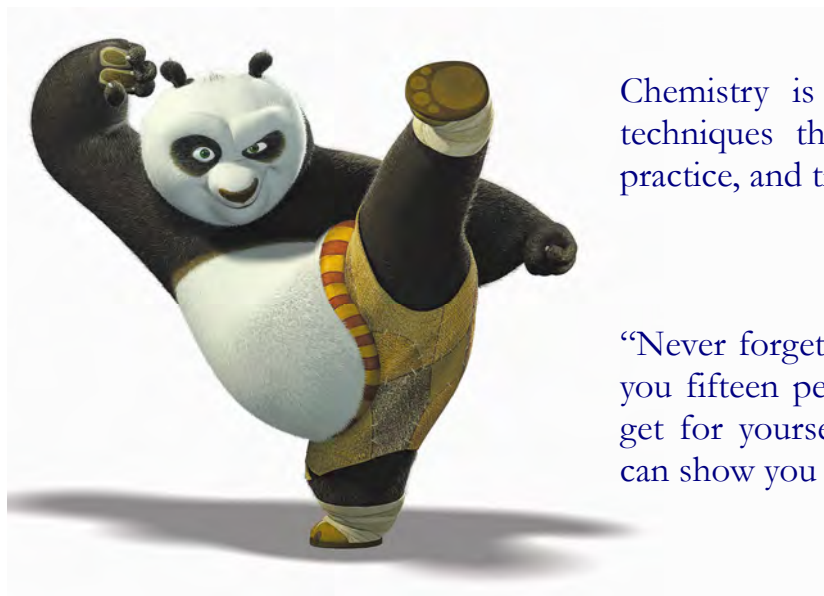 Chemistry is
techniques th
practice, and t
“Never forget
you fifteen pe
get for yourse
can show you